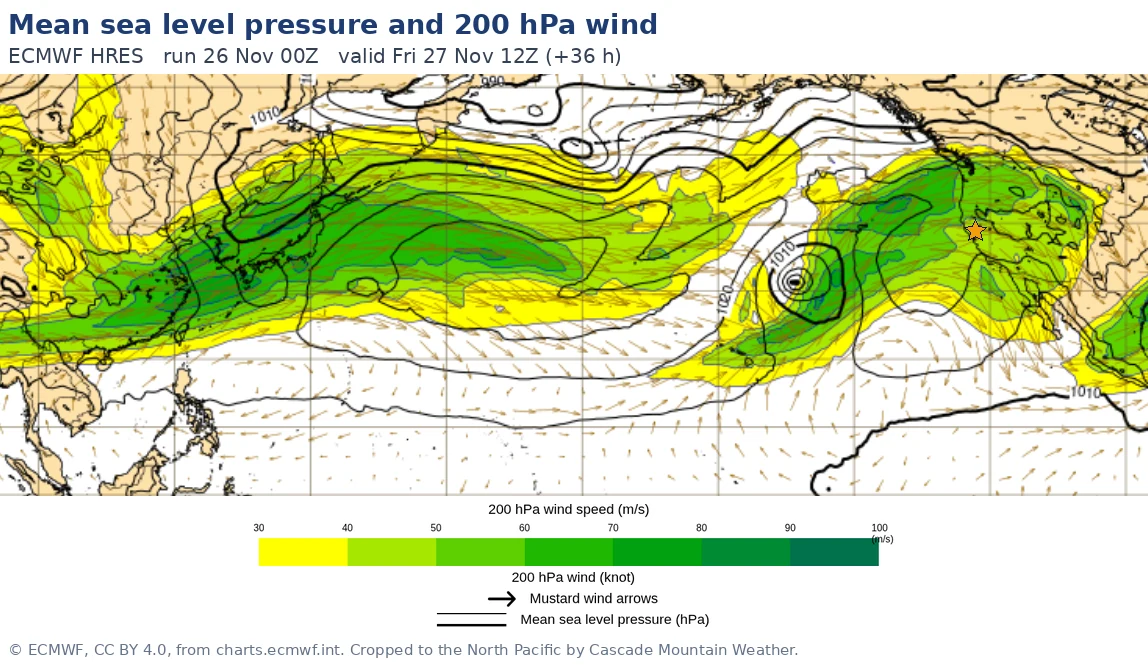 Mean sea level pressure and 200 hPa wind
ECMWF HRES run 26 Nov 00Z valid Fri 27 Nov 12Z (+36 h)
990
1010
1010
1020
1010
200 hPa wind speed (m/s)
30 40 50 60 70 80 90 100
(m/s)
200 hPa wind (knot)
Mustard wind arrows
Mean sea level pressure (hPa)
© ECMWF, CC BY 4.0, from charts.ecmwf.int. Cropped to the North Pacific by Cascade Mountain Weather.